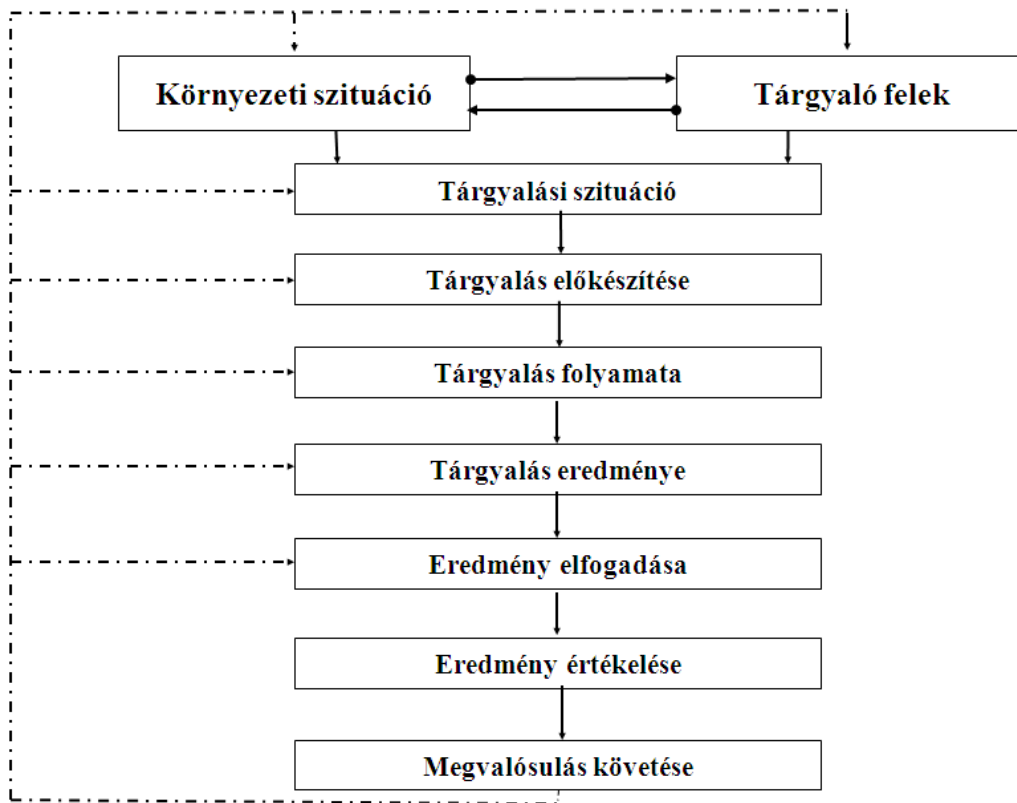 Környezeti szituáció
Tárgyaló felek
Tárgyalási szituáció
Tárgyalás előkészítése
Tárgyalás folyamata
Tárgyalás eredménye
Eredmény elfogadása
Eredmény értékelése
Megvalósulás követése